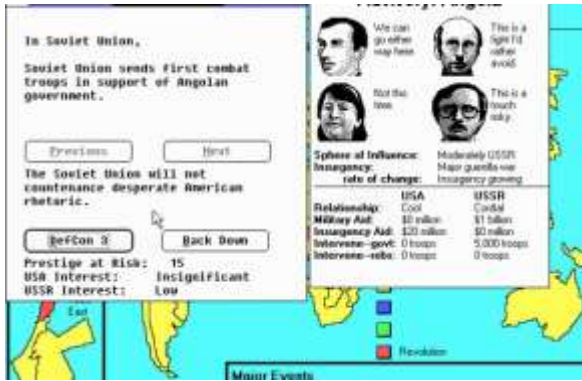 In Soviet Union,
Soviet Union sends first combat
troops in support of Angolan
government.
Previous
Next
The Soviet Union will not
countenance desperate American
rhetoric.
DefCon 3
Back Down
Prestige at Risk: 15
USA Interest: Insignificant
USSR Interest: Low
East
Advisory: Angola
We can
go either
way here.
This is a
fight I'd
rather
avoid.
Not this
time.
This is a
touch
risky.
Sphere of Influence: Moderately USSR
Insurgency: Major guerilla war
rate of change: Insurgency growing
USA USSR
Relationship: Cool Cordial
Military Aid: $0 million $1 billion
Insurgency Aid: $20 million $0 million
Intervene--govt: 0 troops 5,000 troops
Intervene--rebs: 0 troops 0 troops
Revolution
Major Events